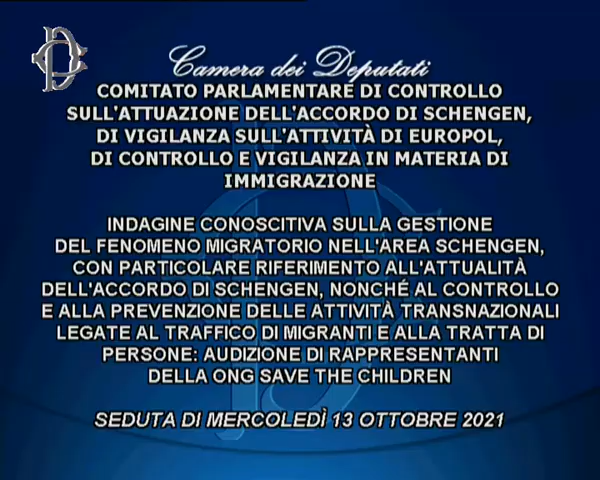 Camera dei Deputati
COMITATO PARLAMENTARE DI CONTROLLO
SULL'ATTUAZIONE DELL'ACCORDO DI SCHENGEN,
DI VIGILANZA SULL'ATTIVITÀ DI EUROPOL,
DI CONTROLLO E VIGILANZA IN MATERIA DI
IMMIGRAZIONE
INDAGINE CONOSCITIVA SULLA GESTIONE
DEL FENOMENO MIGRATORIO NELL'AREA SCHENGEN,
CON PARTICOLARE RIFERIMENTO ALL'ATTUALITÀ
DELL'ACCORDO DI SCHENGEN, NONCHÉ AL CONTROLLO
E ALLA PREVENZIONE DELLE ATTIVITÀ TRANSNAZIONALI
LEGATE AL TRAFFICO DI MIGRANTI E ALLA TRATTA DI
PERSONE: AUDIZIONE DI RAPPRESENTANTI
DELLA ONG SAVE THE CHILDREN
SEDUTA DI MERCOLEDÌ 13 OTTOBRE 2021